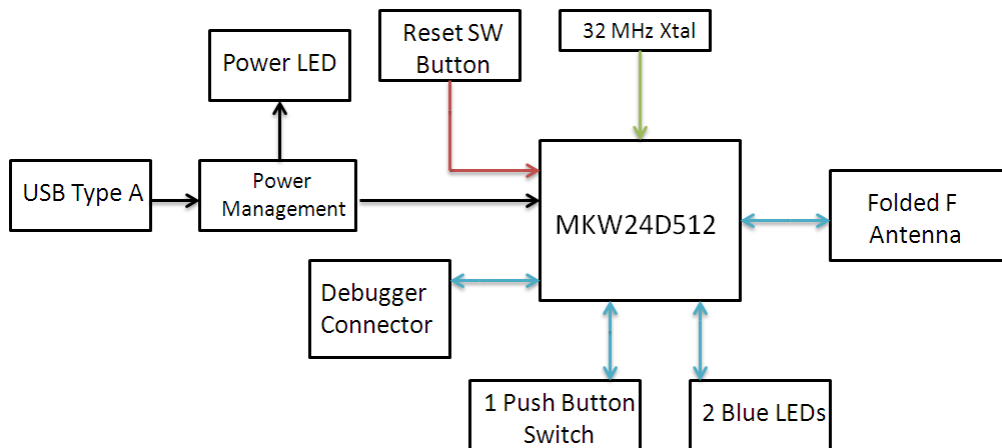 Reset SW
Button
32 MHz Xtal
Power LED
USB Type A
Power
Management
MKW24D512
Folded F
Antenna
Debugger
Connector
1 Push Button
Switch
2 Blue LEDs